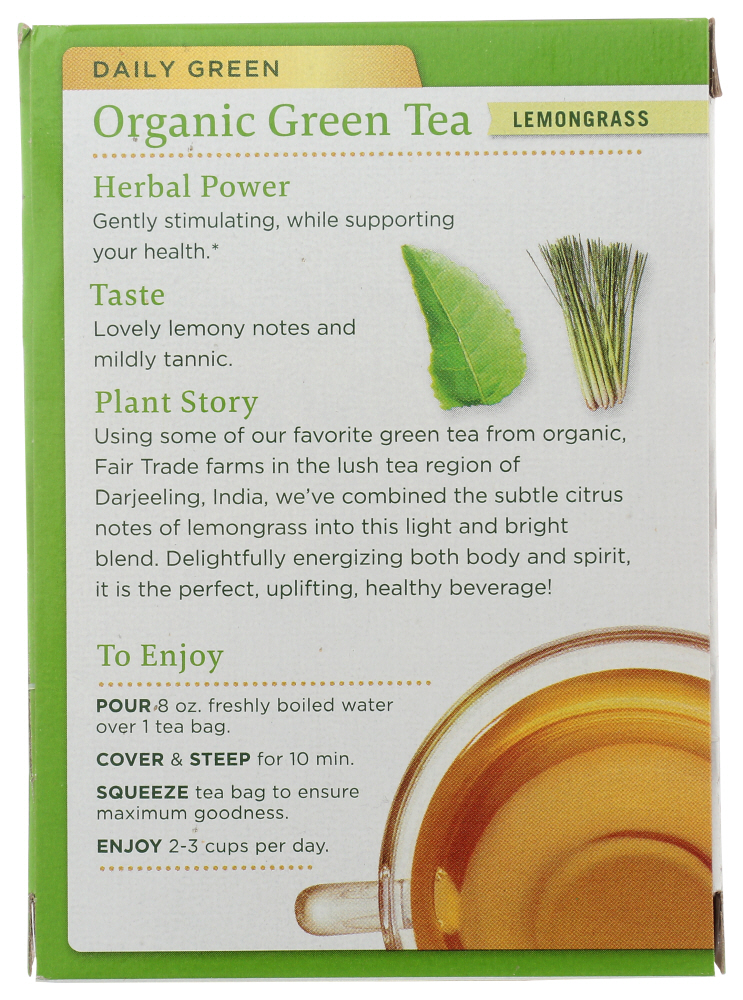 DAILY GREEN
Organic Green Tea
LEMONGRASS
Herbal Power
Gently stimulating, while supporting
your health.*
Taste
Lovely lemony notes and
mildly tannic.
Plant Story
Using some of our favorite green tea from organic,
Fair Trade farms in the lush tea region of
Darjeeling, India, we've combined the subtle citrus
notes of lemongrass into this light and bright
blend. Delightfully energizing both body and spirit,
it is the perfect, uplifting, healthy beverage!
To Enjoy
POUR 8 oz. freshly boiled water
over 1 tea bag.
COVER & STEEP for 10 min.
SQUEEZE tea bag to ensure
maximum goodness.
ENJOY 2-3 cups per day.